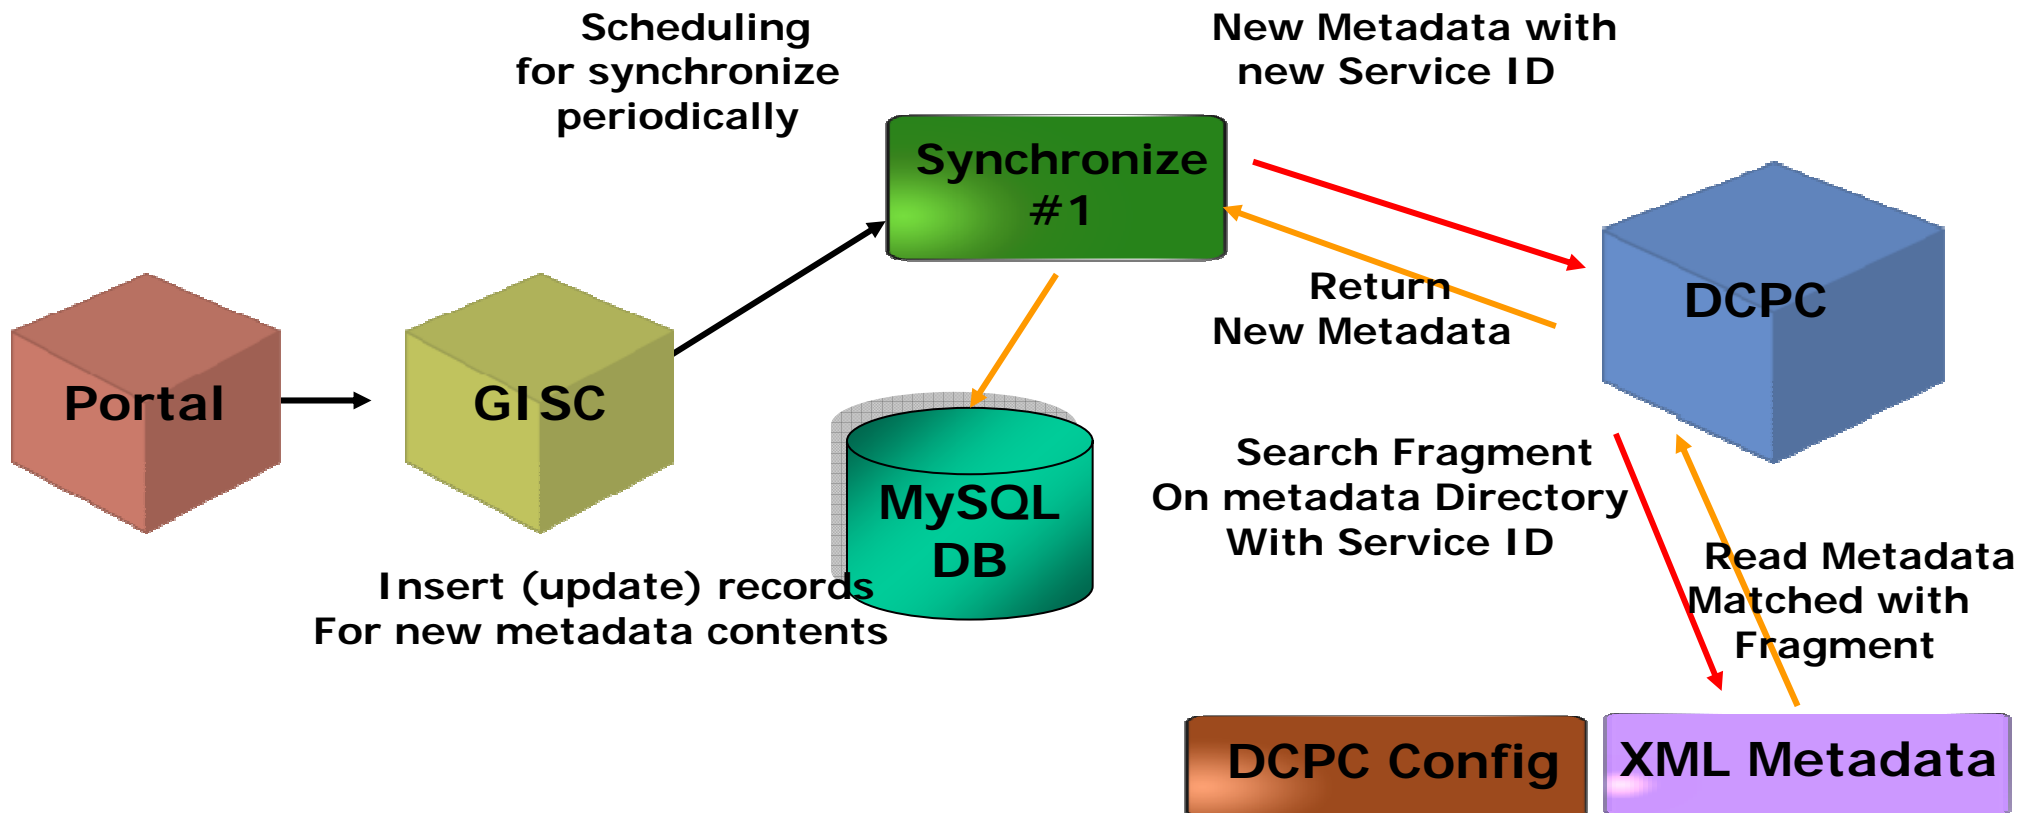 Scheduling
for synchronize
periodically
New Metadata with
new Service ID
Synchronize
#1
Return
New Metadata
DCPC
Portal
GISC
MySQL
DB
Insert (update) records
For new metadata contents
Search Fragment
On metadata Directory
With Service ID
Read Metadata
Matched with
Fragment
DCPC Config
XML Metadata